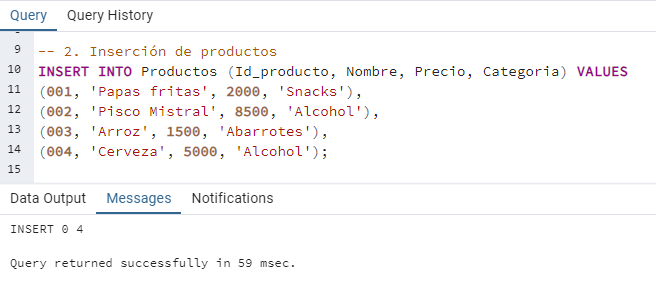 Query Query History
9 -- 2. Inserción de productos
10 INSERT INTO Productos (Id_producto, Nombre, Precio, Categoria) VALUES
11 (001, 'Papas fritas', 2000, 'Snacks'),
12 (002, 'Pisco Mistral', 8500, 'Alcohol'),
13 (003, 'Arroz', 1500, 'Abarrotes'),
14 (004, 'Cerveza', 5000, 'Alcohol');
15
Data Output Messages Notifications
INSERT 0 4
Query returned successfully in 59 msec.